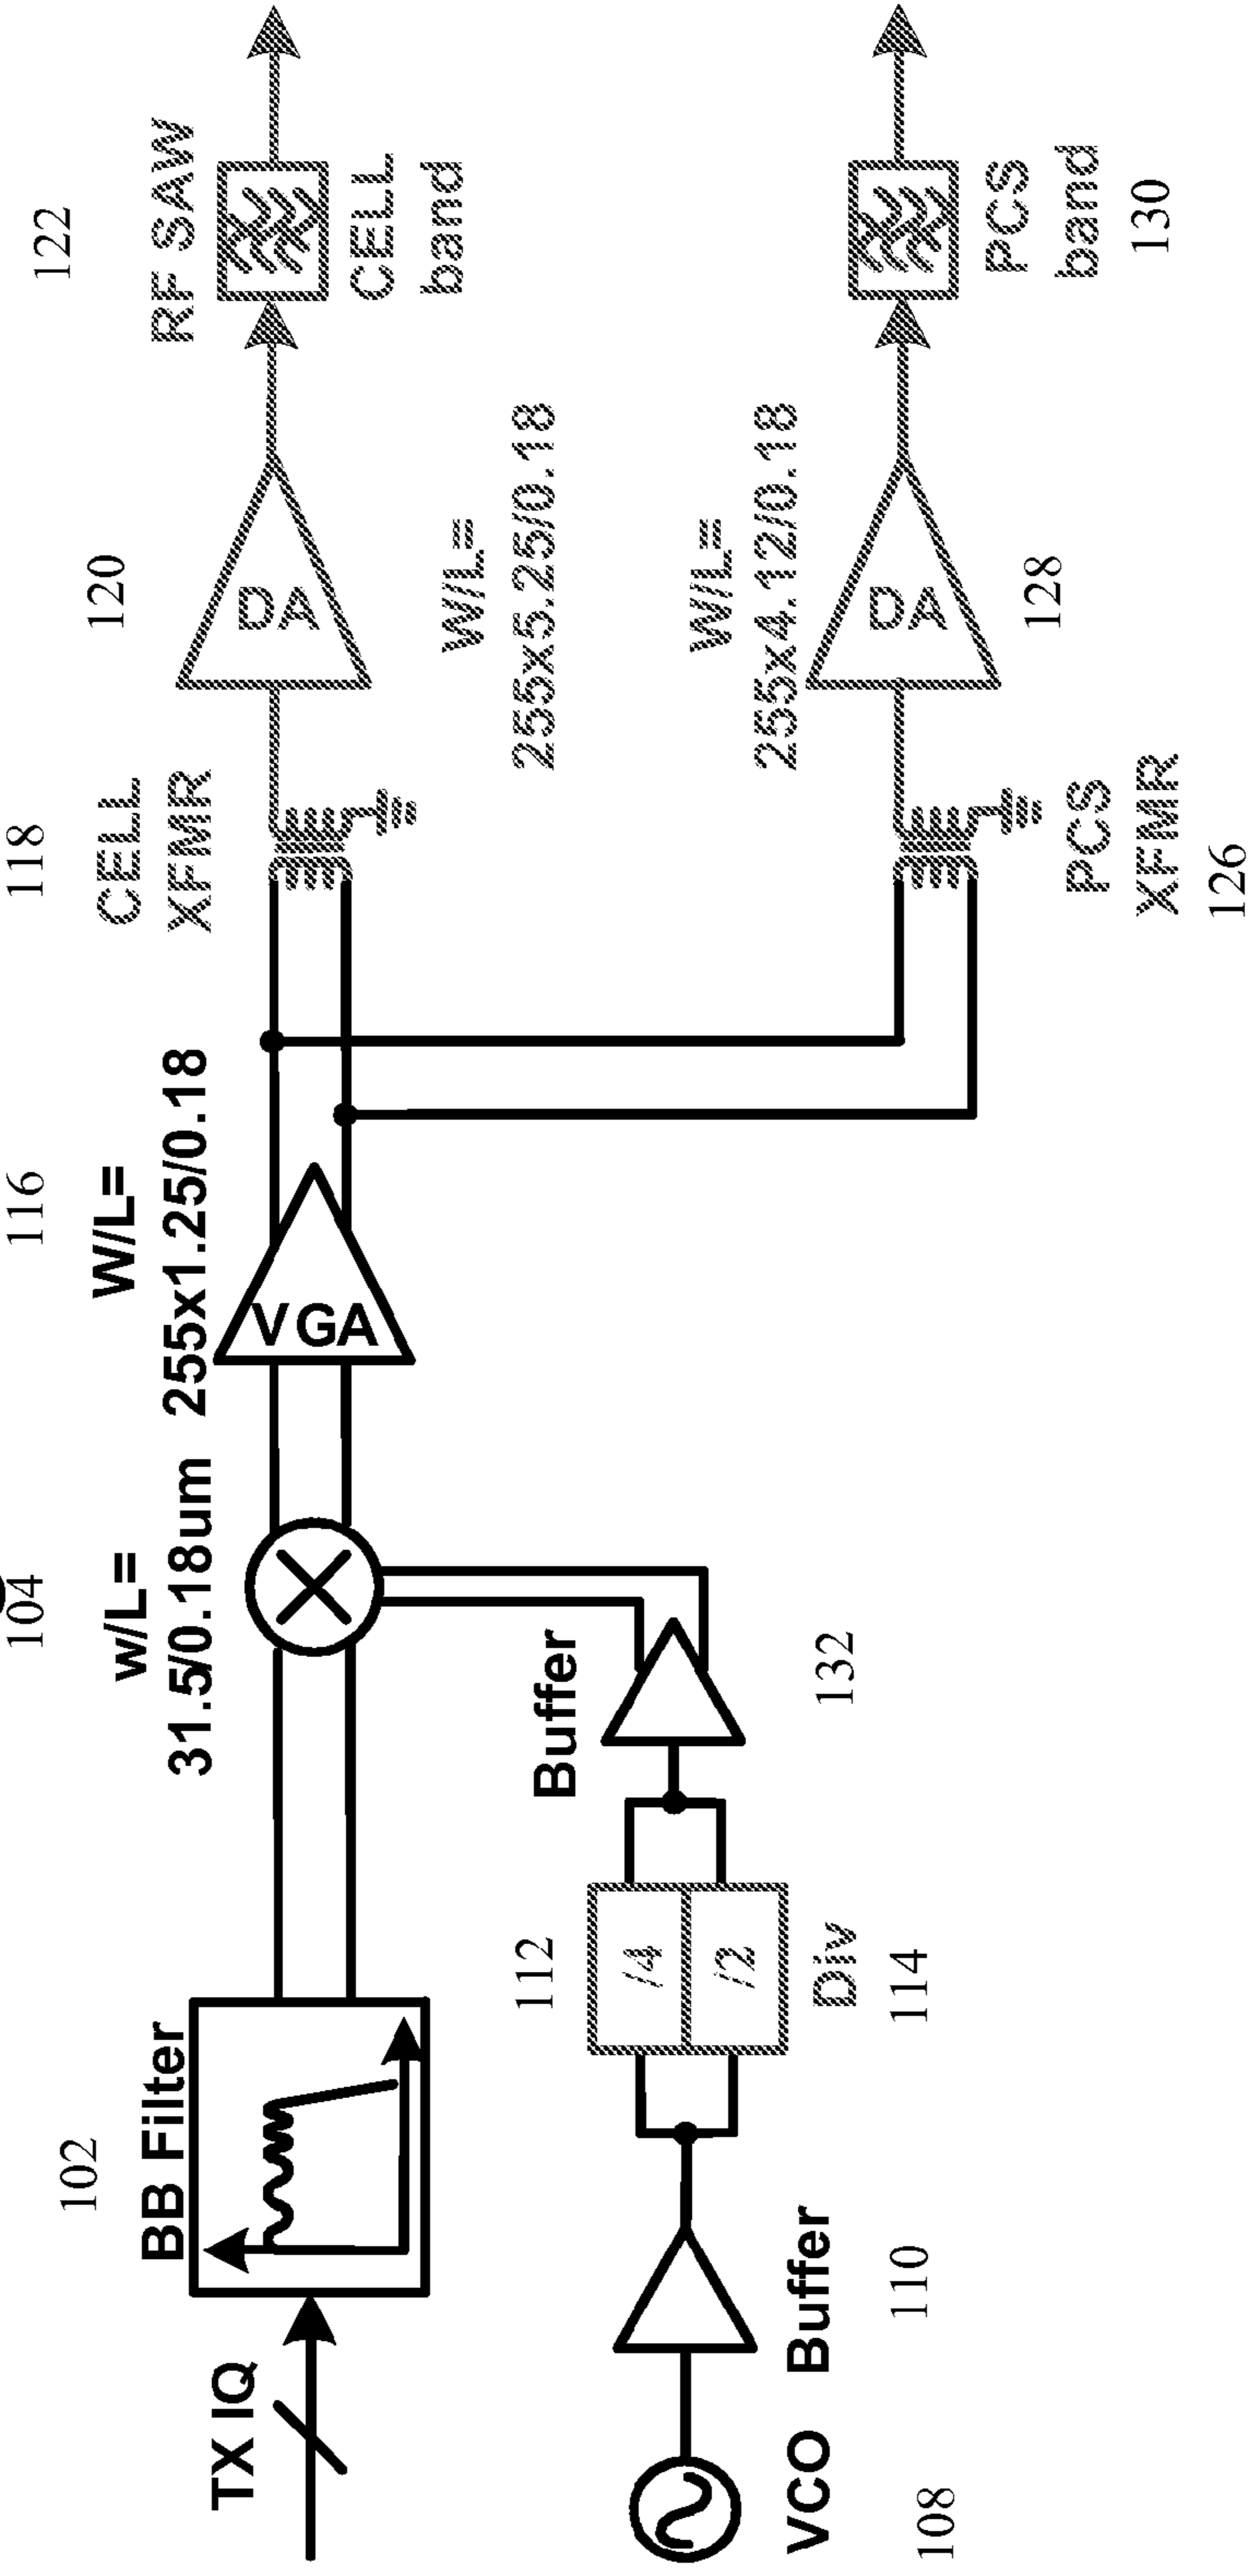 102
BB Filter
TX IQ
104
w/L=
31.5/0.18um
116
W/L=
255x1.25/0.18
VGA
118
CELL
XFMR
120
DA
W/L=
255x5.25/0.18
122
RF SAW
CELL
band
VCO
108
Buffer
110
112
/4
/2
Div
114
Buffer
132
PCS
XFMR
126
W/L=
255x4.12/0.18
DA
128
PCS
band
130